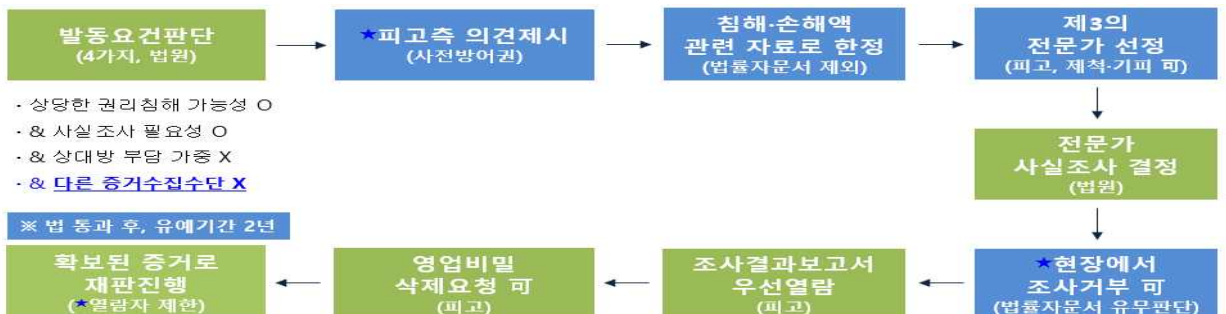 발동요건판단
(4가지, 법원)
★피고측 의견제시
(사전방어권)
침해·손해액
관련 자료로 한정
(법률자문서 제외)
제3의
전문가 선정
(피고, 제척·기피 可)
· 상당한 권리침해 가능성 O
· & 사실조사 필요성 O
· & 상대방 부담 가중 X
· & 다른 증거수집수단 X
전문가
사실조사 결정
(법원)
※ 법 통과 후, 유예기간 2년
★현장에서
조사거부 可
(법률자문서 유무판단)
조사결과보고서
우선열람
(피고)
영업비밀
삭제요청 可
(피고)
확보된 증거로
재판진행
(★열람자 제한)